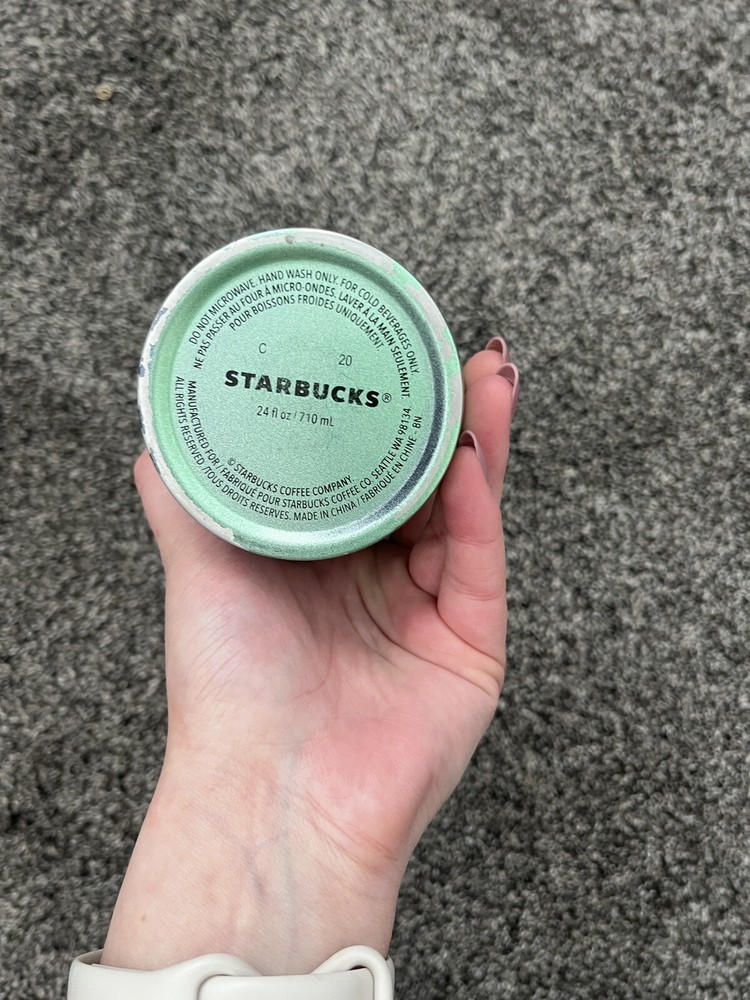 DO NOT MICROWAVE. HAND WASH ONLY. FOR COLD BEVERAGES ONLY.
NE PAS PASSER AU FOUR À MICRO-ONDES. LAVER À LA MAIN SEULEMENT.
POUR BOISSONS FROIDES UNIQUEMENT
C 20
STARBUCKS®
24 fl oz / 710 mL
© STARBUCKS COFFEE COMPANY.
MANUFACTURED FOR / FABRIQUÉ POUR STARBUCKS COFFEE CO. SEATTLE WA 98134.
ALL RIGHTS RESERVED /TOUS DROITS RESERVES. MADE IN CHINA / FABRIQUÉ EN CHINE - BN.